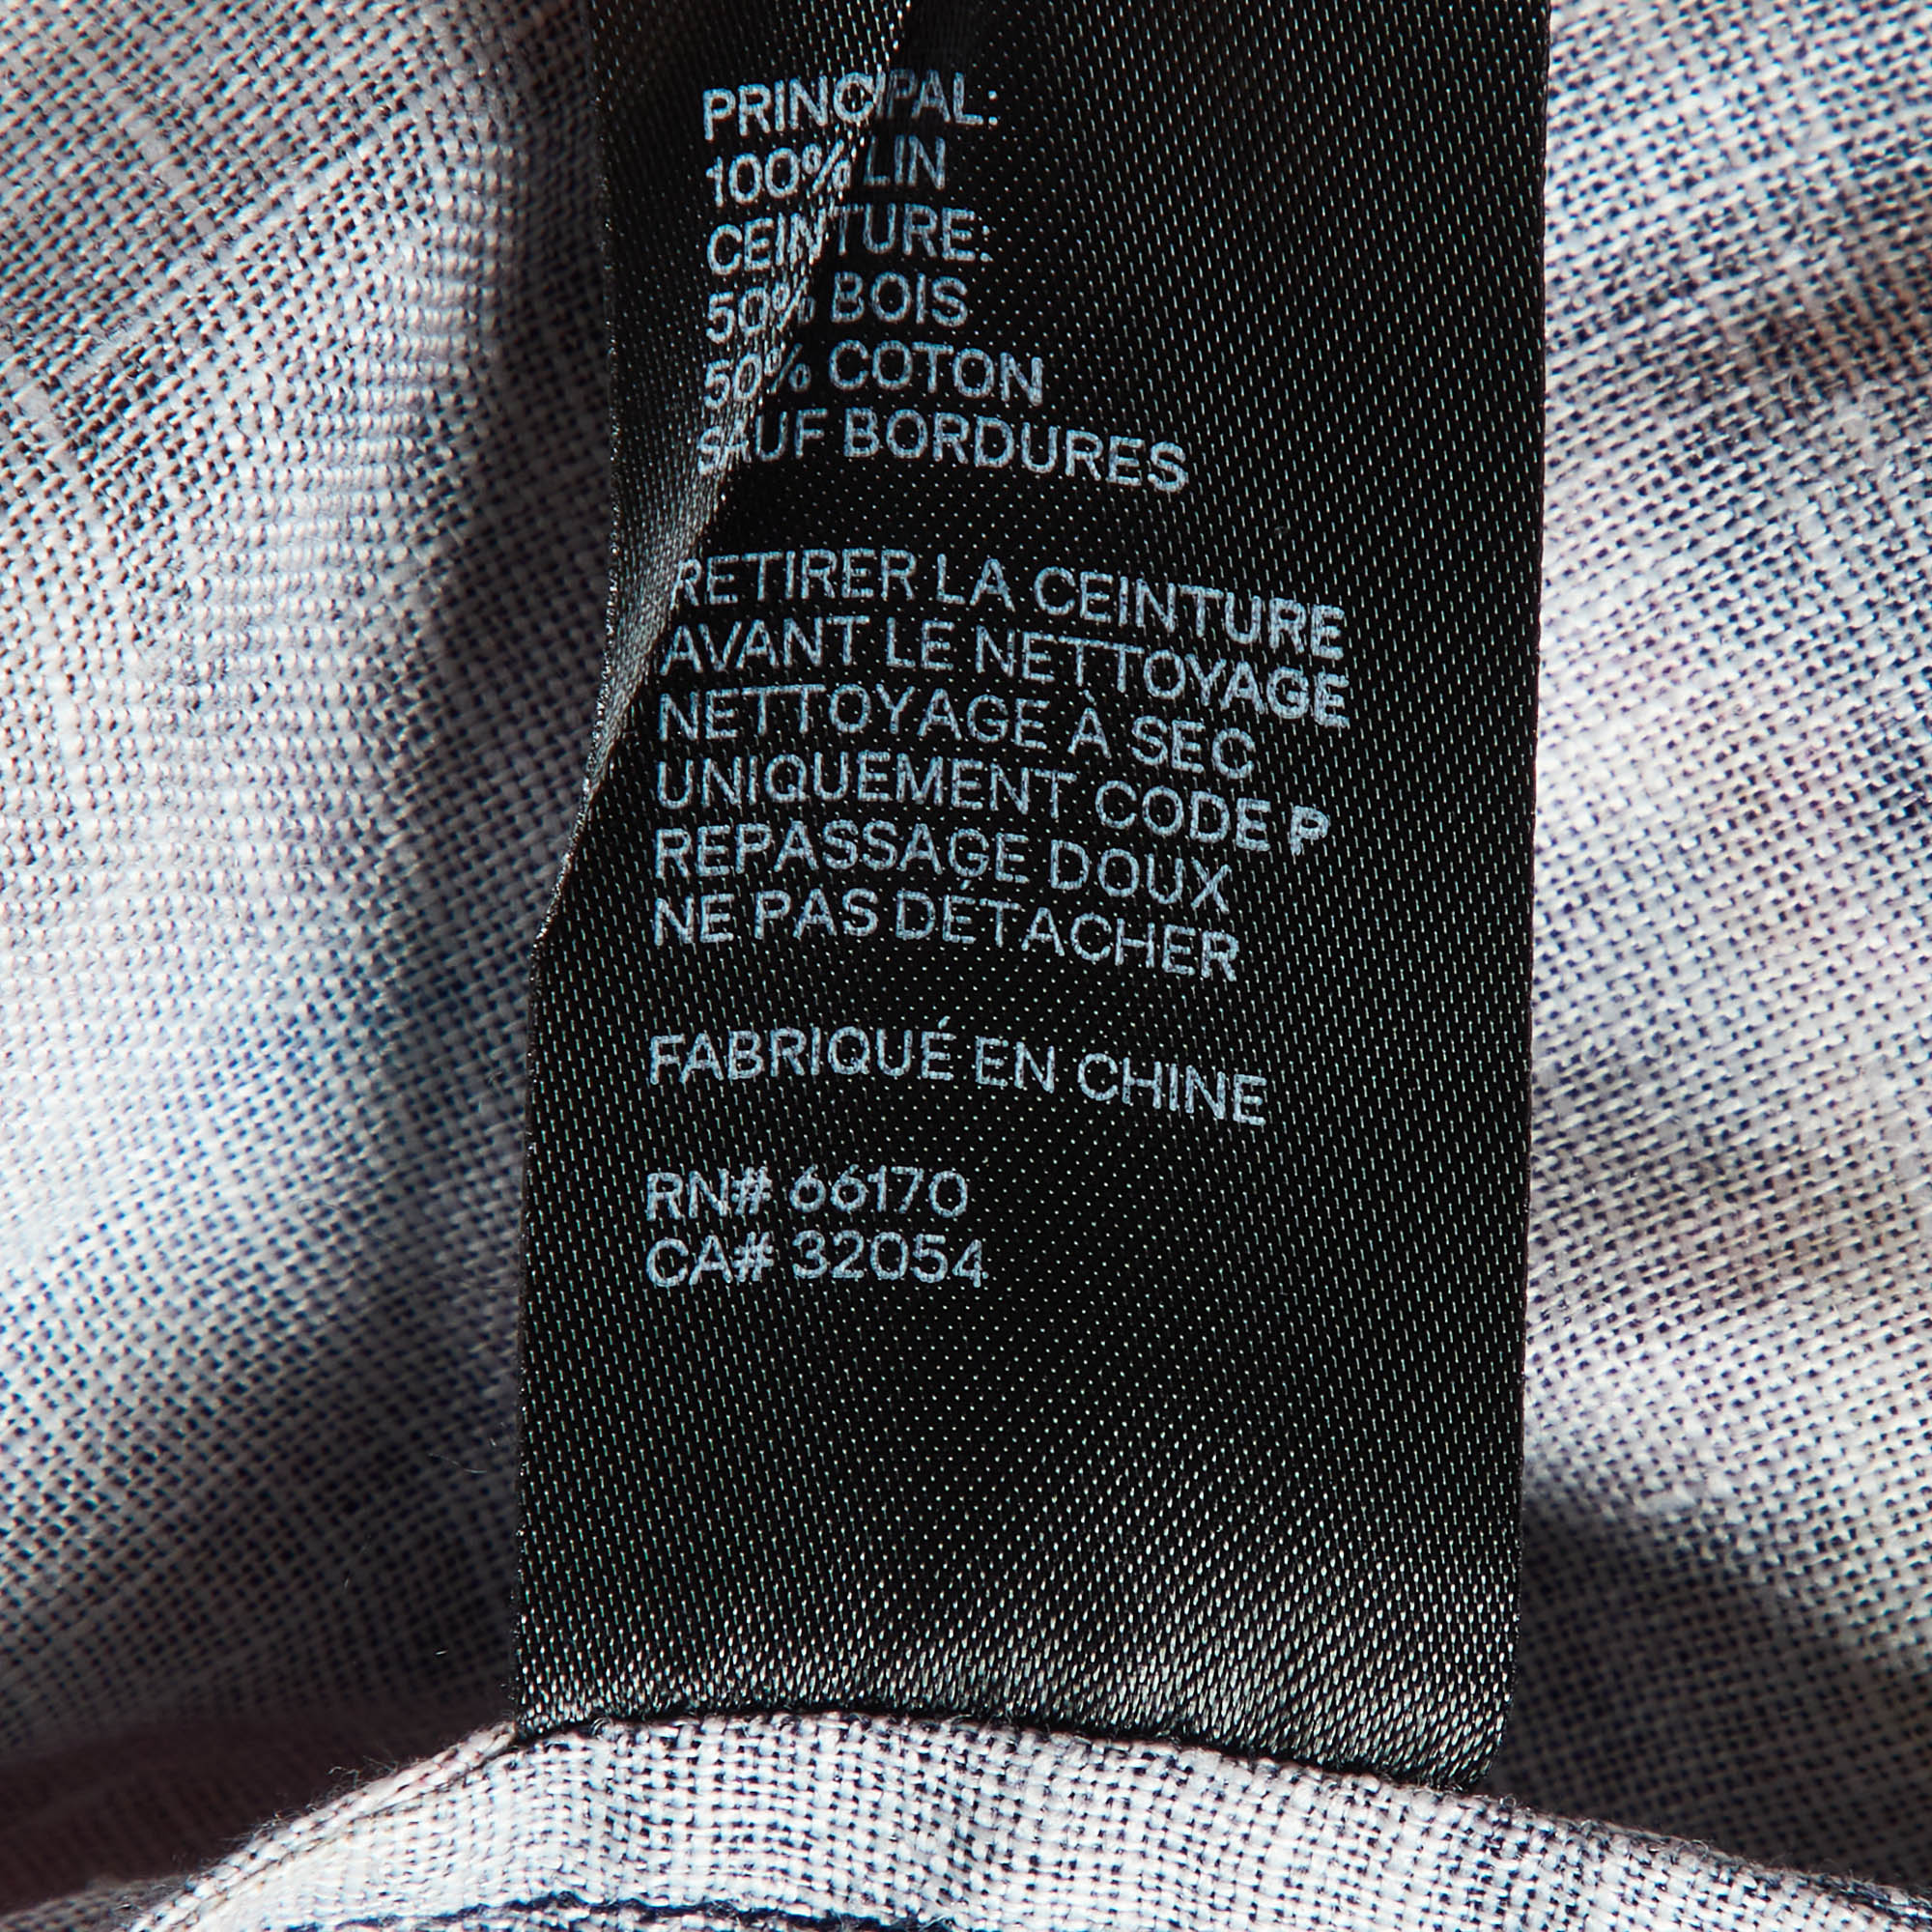 PRINCIPAL:
100% LIN
CEINTURE:
50% BOIS
50% COTON
SAUF BORDURES
RETIRER LA CEINTURE
AVANT LE NETTOYAGE
NETTOYAGE À SEC
UNIQUEMENT CODE P
REPASSAGE DOUX
NE PAS DÉTACHER
FABRIQUÉ EN CHINE
RN# 66170
CA# 32054